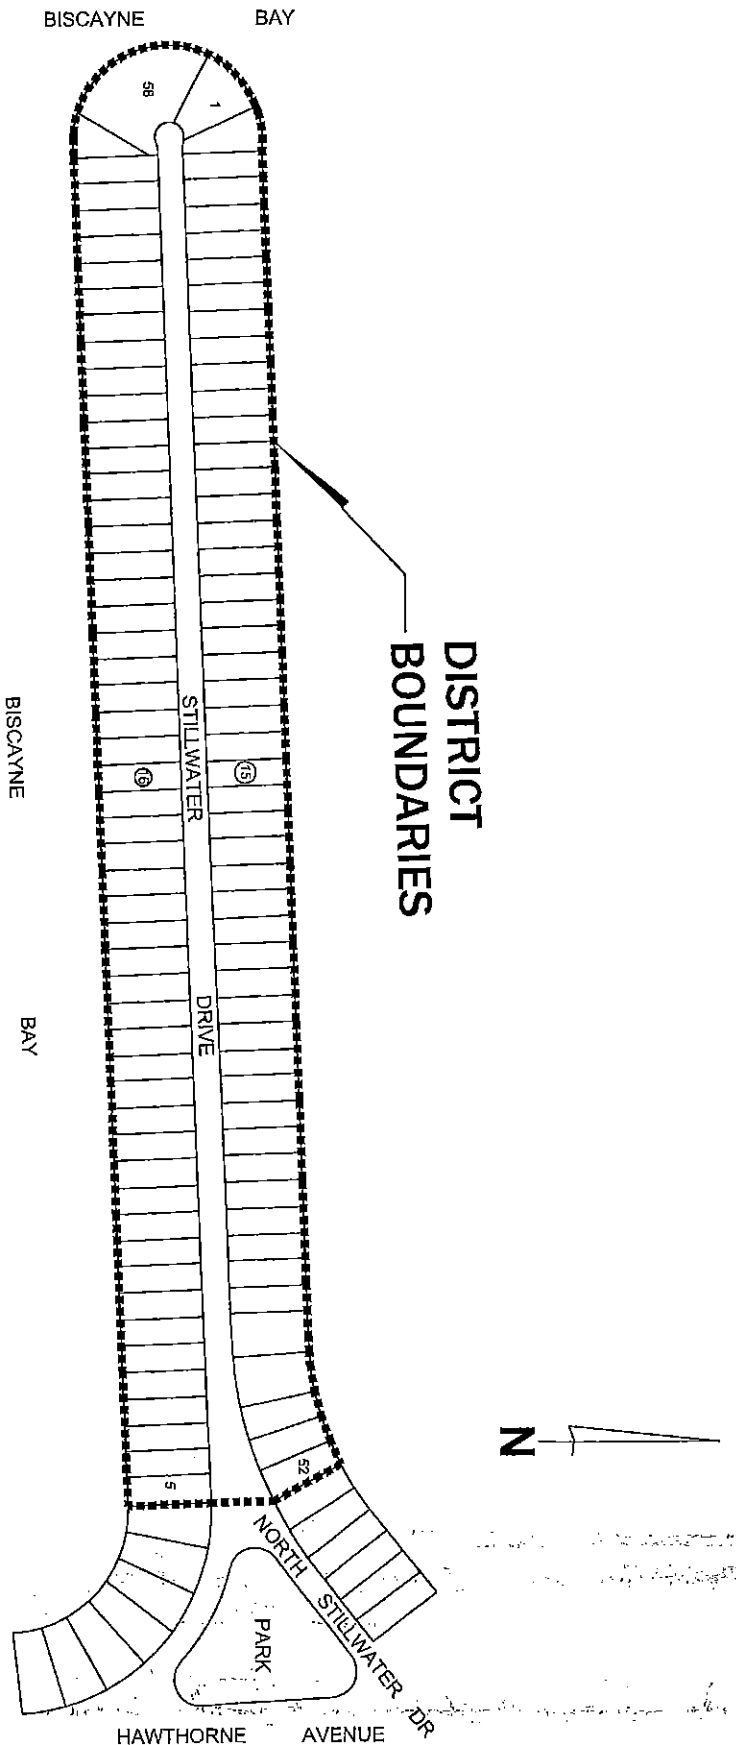 BISCAYNE BAY
58
1
DISTRICT
BOUNDARIES
STILLWATER
DRIVE
15
16
BISCAYNE
BAY
N
52
5
NORTH STILLWATER DR
PARK
HAWTHORNE AVENUE